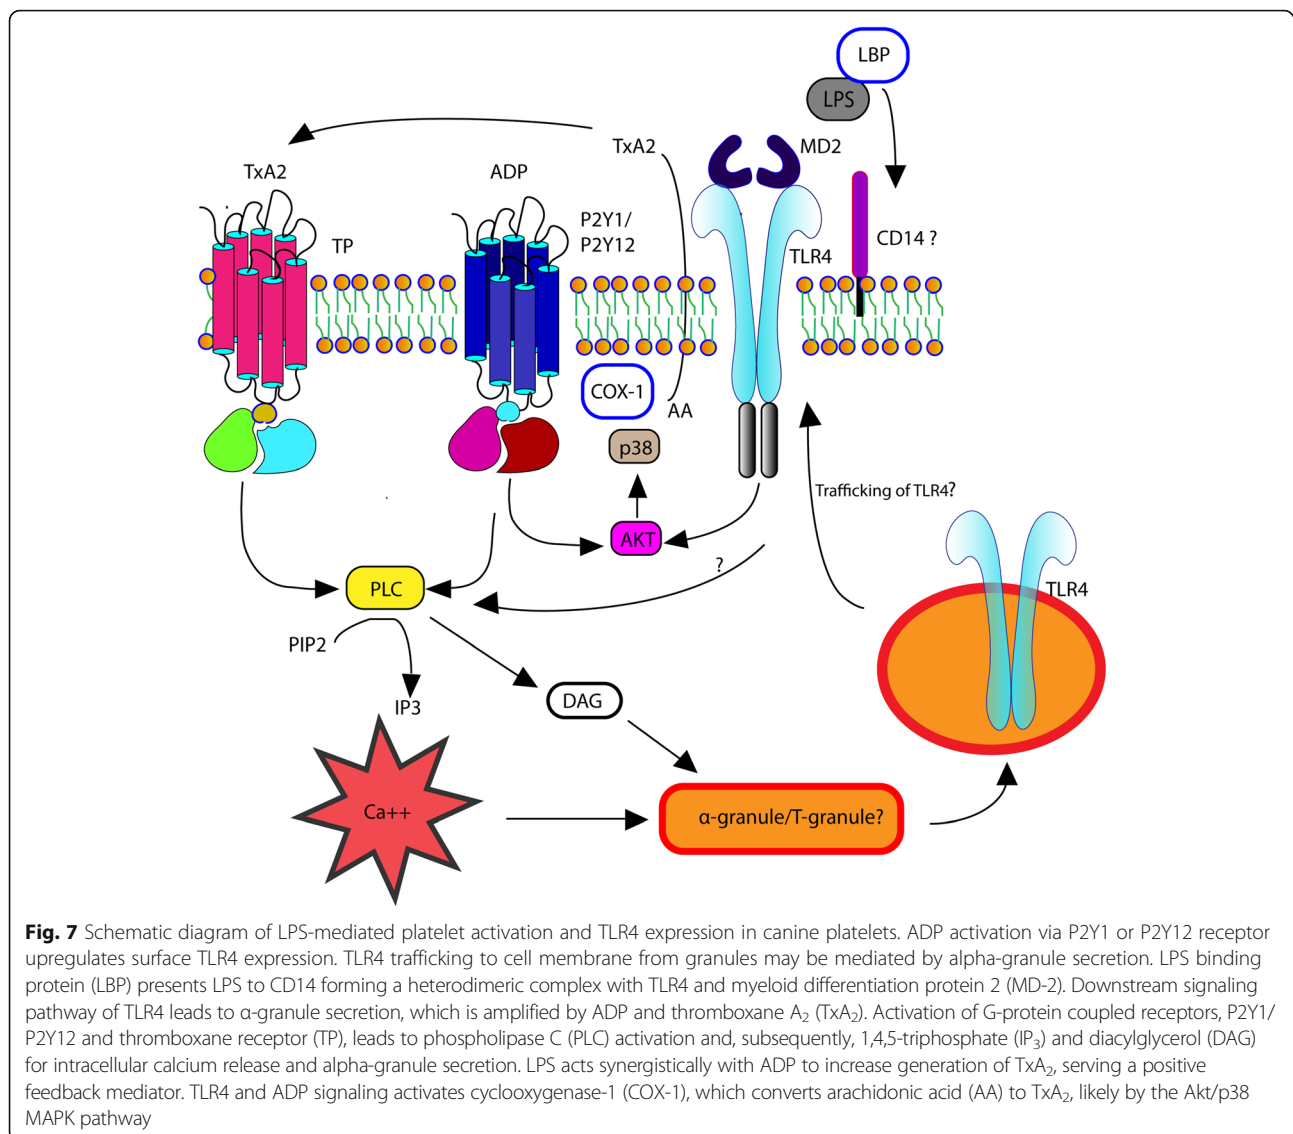 LBP
LPS
TxA2
MD2
TxA2
ADP
P2Y1/
P2Y12
TP
CD14 ?
TLR4
COX-1
AA
p38
Trafficking of TLR4?
AKT
?
PLC
TLR4
PIP2
DAG
IP3
Ca++
α-granule/T-granule?
Fig. 7 Schematic diagram of LPS-mediated platelet activation and TLR4 expression in canine platelets. ADP activation via P2Y1 or P2Y12 receptor
upregulates surface TLR4 expression. TLR4 trafficking to cell membrane from granules may be mediated by alpha-granule secretion. LPS binding
protein (LBP) presents LPS to CD14 forming a heterodimeric complex with TLR4 and myeloid differentiation protein 2 (MD-2). Downstream signaling
pathway of TLR4 leads to α-granule secretion, which is amplified by ADP and thromboxane A₂ (TxA₂). Activation of G-protein coupled receptors, P2Y1/
P2Y12 and thromboxane receptor (TP), leads to phospholipase C (PLC) activation and, subsequently, 1,4,5-triphosphate (IP₃) and diacylglycerol (DAG)
for intracellular calcium release and alpha-granule secretion. LPS acts synergistically with ADP to increase generation of TxA₂, serving a positive
feedback mediator. TLR4 and ADP signaling activates cyclooxygenase-1 (COX-1), which converts arachidonic acid (AA) to TxA₂, likely by the Akt/p38
MAPK pathway